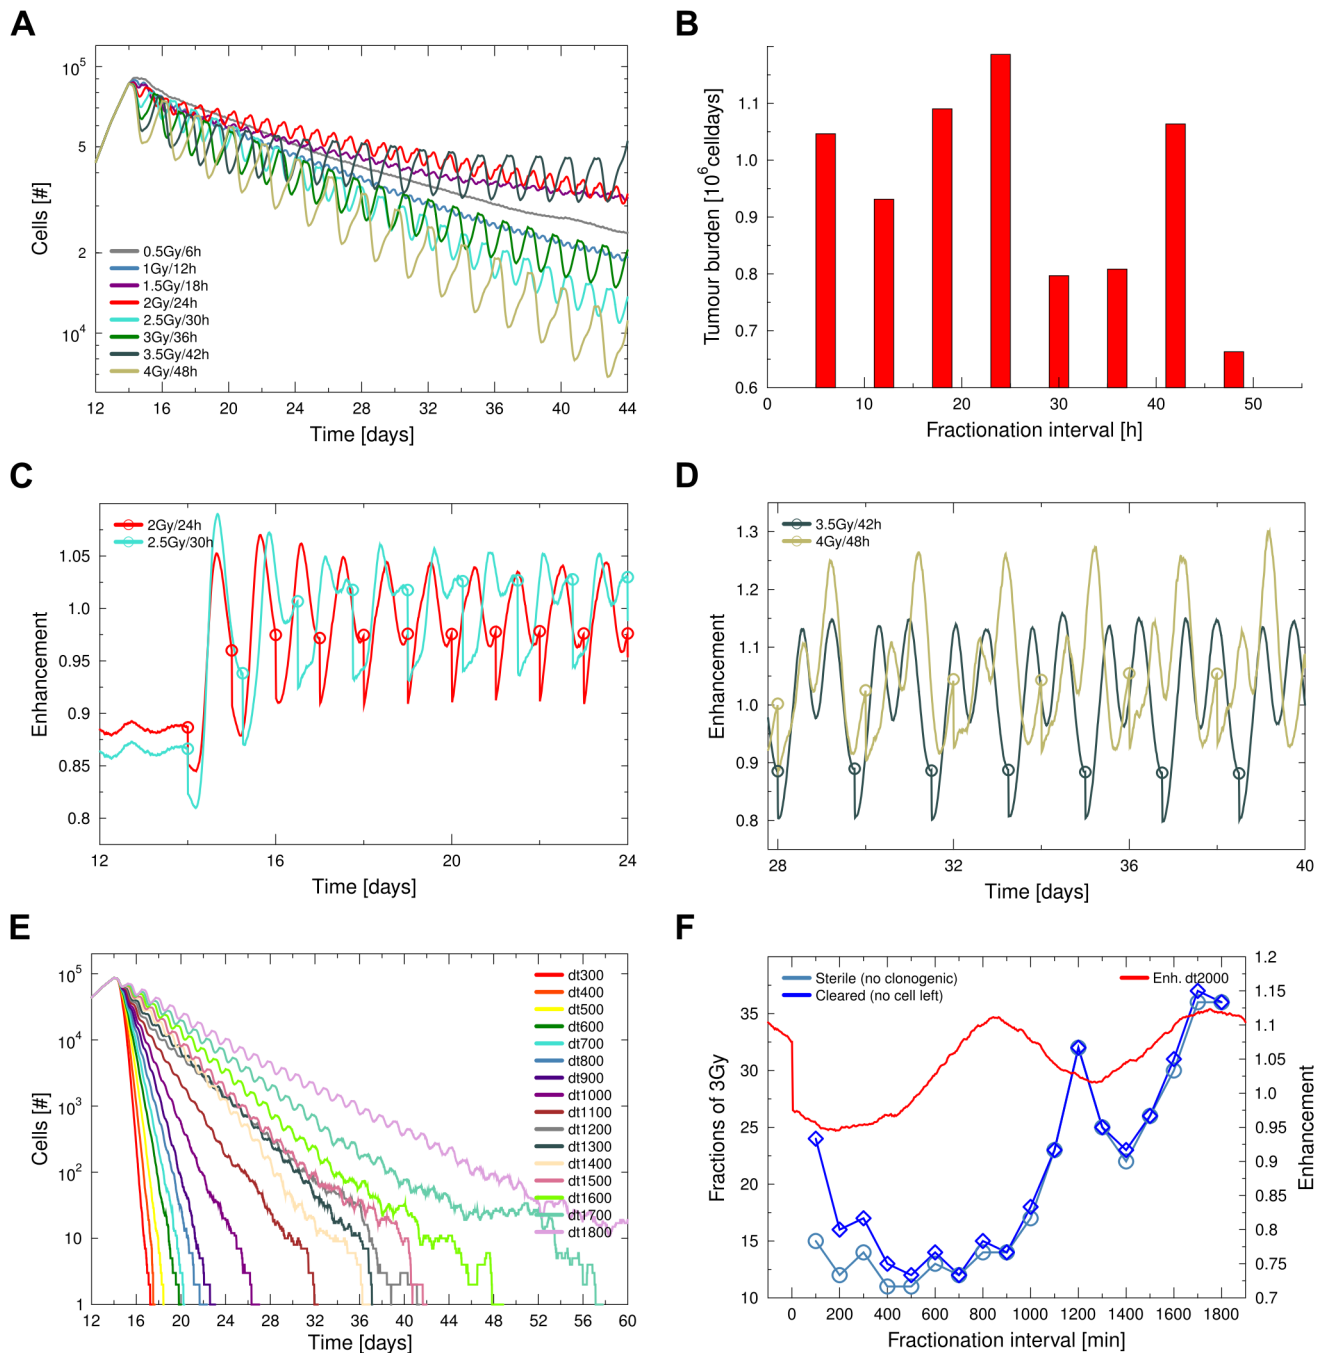 A
10^5
5
2
10^4
Cells [#]
0.5Gy/6h
1Gy/12h
1.5Gy/18h
2Gy/24h
2.5Gy/30h
3Gy/36h
3.5Gy/42h
4Gy/48h
12 16 20 24 28 32 36 40 44
Time [days]
B
1.1
1.0
0.9
0.8
0.7
0.6
Tumour burden [10^6celldays]
0 10 20 30 40 50
Fractionation interval [h]
C
2Gy/24h
2.5Gy/30h
1.05
1.0
0.95
0.9
0.85
0.8
Enhancement
12 16 20 24
Time [days]
D
3.5Gy/42h
4Gy/48h
1.3
1.2
1.1
1.0
0.9
0.8
Enhancement
28 32 36 40
Time [days]
E
10^5
10^4
10^3
10^2
10
1
Cells [#]
dt300
dt400
dt500
dt600
dt700
dt800
dt900
dt1000
dt1100
dt1200
dt1300
dt1400
dt1500
dt1600
dt1700
dt1800
12 16 20 24 28 32 36 40 44 48 52 56 60
Time [days]
F
Sterile (no clonogenic)
Cleared (no cell left)
Enh. dt2000
35
30
25
20
15
10
Fractions of 3Gy
1.2
1.15
1.1
1.05
1.0
0.95
0.9
0.85
0.8
0.75
0.7
Enhancement
0 200 400 600 800 1000 1200 1400 1600 1800
Fractionation interval [min]